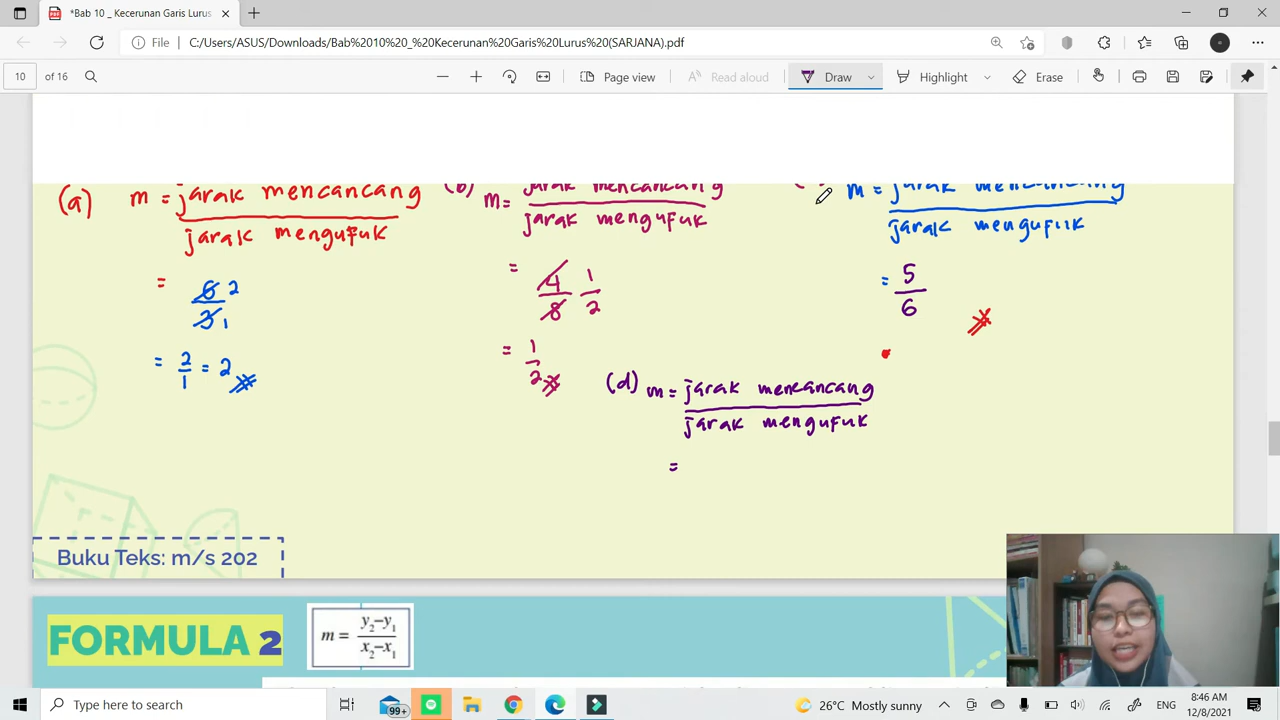 *Bab 10 _ Kecerunan Garis Lurus
File C:/Users/ASUS/Downloads/Bab%2010%20_%20Kecerunan%20Garis%20Lurus%20(SARJANA).pdf
10 of 16 Page view Read aloud Draw Highlight Erase
(a) m = jarak mencancang
jarak mengufuk
= 6 2
3 1
= 2/1 = 2
(b) m = jarak mencancang
jarak mengufuk
= 4/8 1/2
= 1/2
m = jarak mencancang
jarak mengufuk
= 5/6
(d) m = jarak mencancang
jarak mengufuk
=
Buku Teks: m/s 202
FORMULA 2
m = y₂-y₁
x₂-x₁
Type here to search
99+
26°C Mostly sunny
ENG
8:46 AM
12/8/2021